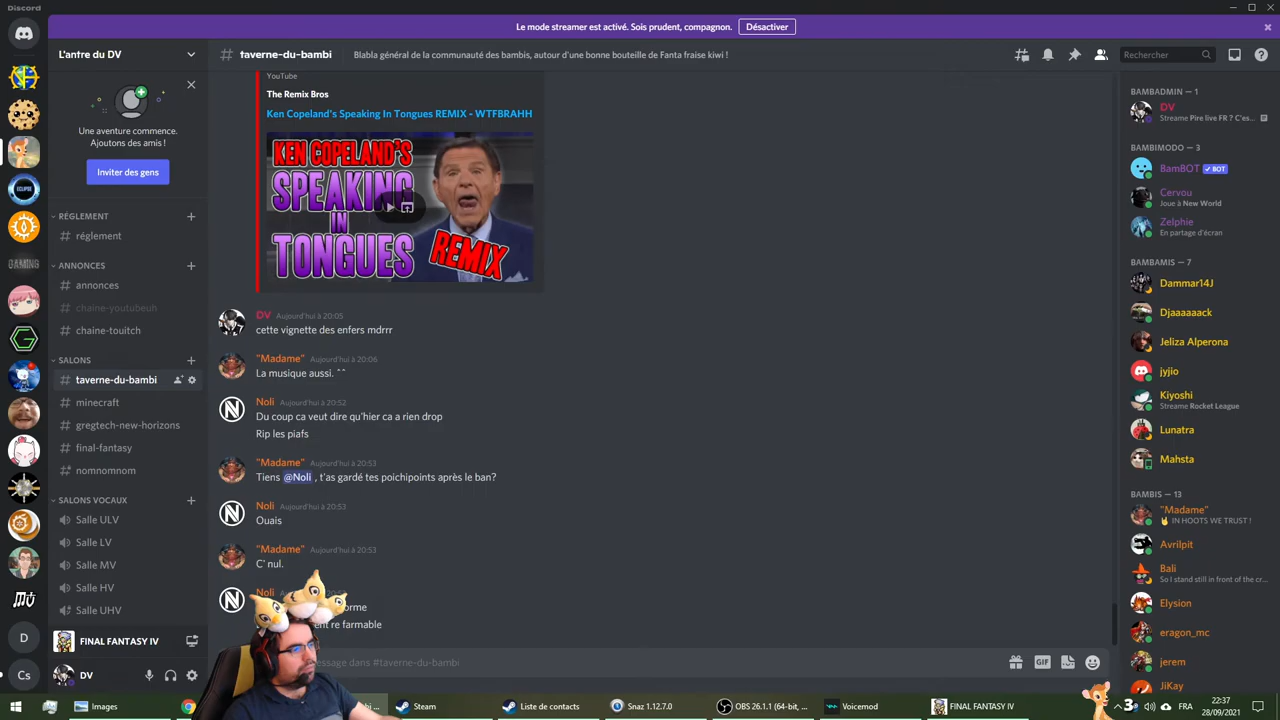 Discord
Le mode streamer est activé. Sois prudent, compagnon.
Désactiver
L'antre du DV
taverne-du-bambi
Blabla général de la communauté des bambis, autour d'une bonne bouteille de Fanta fraise kiwi !
Rechercher
Une aventure commence.
Ajoutons des amis !
Inviter des gens
RÉGLEMENT
réglement
ANNONCES
annonces
chaine-youtubeuh
chaine-touitch
SALONS
taverne-du-bambi
minecraft
gregtech-new-horizons
final-fantasy
nomnomnom
SALONS VOCAUX
Salle ULV
Salle LV
Salle MV
Salle HV
Salle UHV
FINAL FANTASY IV
DV
ECLIPSE
GAMING
D
Cs
YouTube
The Remix Bros
Ken Copeland's Speaking In Tongues REMIX - WTFBRAHH
KEN COPELAND'S
SPEAKING
IN
TONGUES
REMIX
DV Aujourd'hui à 20:05
cette vignette des enfers mdrrr
"Madame" Aujourd'hui à 20:06
La musique aussi. ^^
Noli Aujourd'hui à 20:52
Du coup ca veut dire qu'hier ca a rien drop
Rip les piafs
"Madame" Aujourd'hui à 20:53
Tiens @Noli , t'as gardé tes poichipoints après le ban?
Noli Aujourd'hui à 20:53
Ouais
"Madame" Aujourd'hui à 20:53
C' nul.
Noli
re farmable
message dans #taverne-du-bambi
GIF
BAMBADMIN — 1
DV
Streame Pire live FR ? C'es...
BAMBIMODO — 3
BamBOT ✓ BOT
Cervou
Joue à New World
Zelphie
En partage d'écran
BAMBAMIS — 7
Dammar14J
Djaaaaaack
Jeliza Alperona
jyjio
Kiyoshi
Streame Rocket League
Lunatra
Mahsta
BAMBIS — 13
"Madame"
IN HOOTS WE TRUST !
Avrilpit
Bali
So I stand still in front of the cr...
Elysion
eragon_mc
jerem
JiKay
Images
Steam
Liste de contacts
Snaz 1.12.7.0
OBS 26.1.1 (64-bit, ...
Voicemod
FINAL FANTASY IV
3
FRA
22:37
28/09/2021